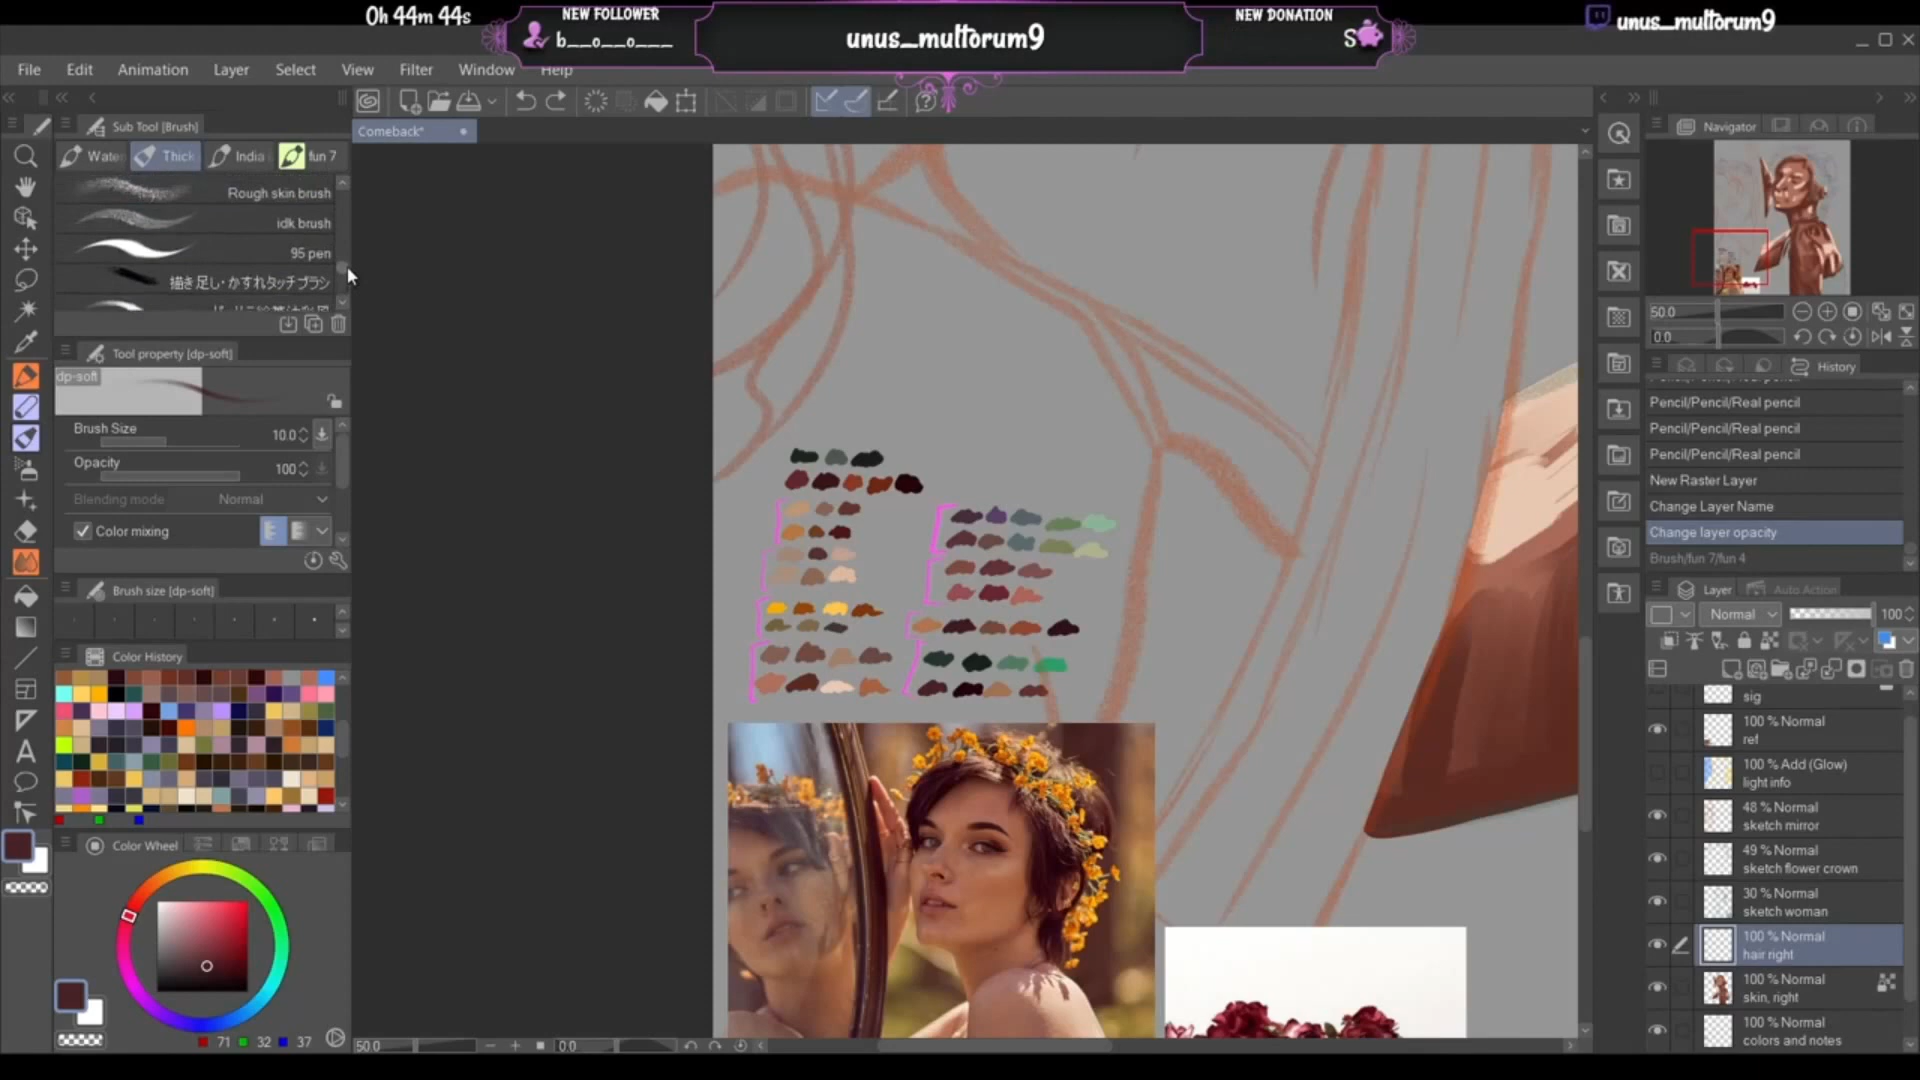 0h 44m 44s
NEW FOLLOWER
b__o__o___
unus_multorum9
NEW DONATION
S
unus_multorum9
File Edit Animation Layer Select View Filter Window Help
Comeback*
Sub Tool [Brush]
Water Thick India fun 7
Rough skin brush
idk brush
95 pen
描き足し・かすれタッチブラシ
Tool property [dp-soft]
dp-soft
Brush Size 10.0
Opacity 100
Blending mode Normal
Color mixing
Brush size [dp-soft]
Color History
Color Wheel
71 32 37
50.0 0.0
Navigator
50.0
0.0
History
Pencil/Pencil/Real pencil
Pencil/Pencil/Real pencil
Pencil/Pencil/Real pencil
New Raster Layer
Change Layer Name
Change layer opacity
Brush/fun 7/fun 4
Layer Auto Action
Normal 100
sig
100 % Normal
ref
100 % Add (Glow)
light info
48 % Normal
sketch mirror
49 % Normal
sketch flower crown
30 % Normal
sketch woman
100 % Normal
hair right
100 % Normal
skin, right
100 % Normal
colors and notes